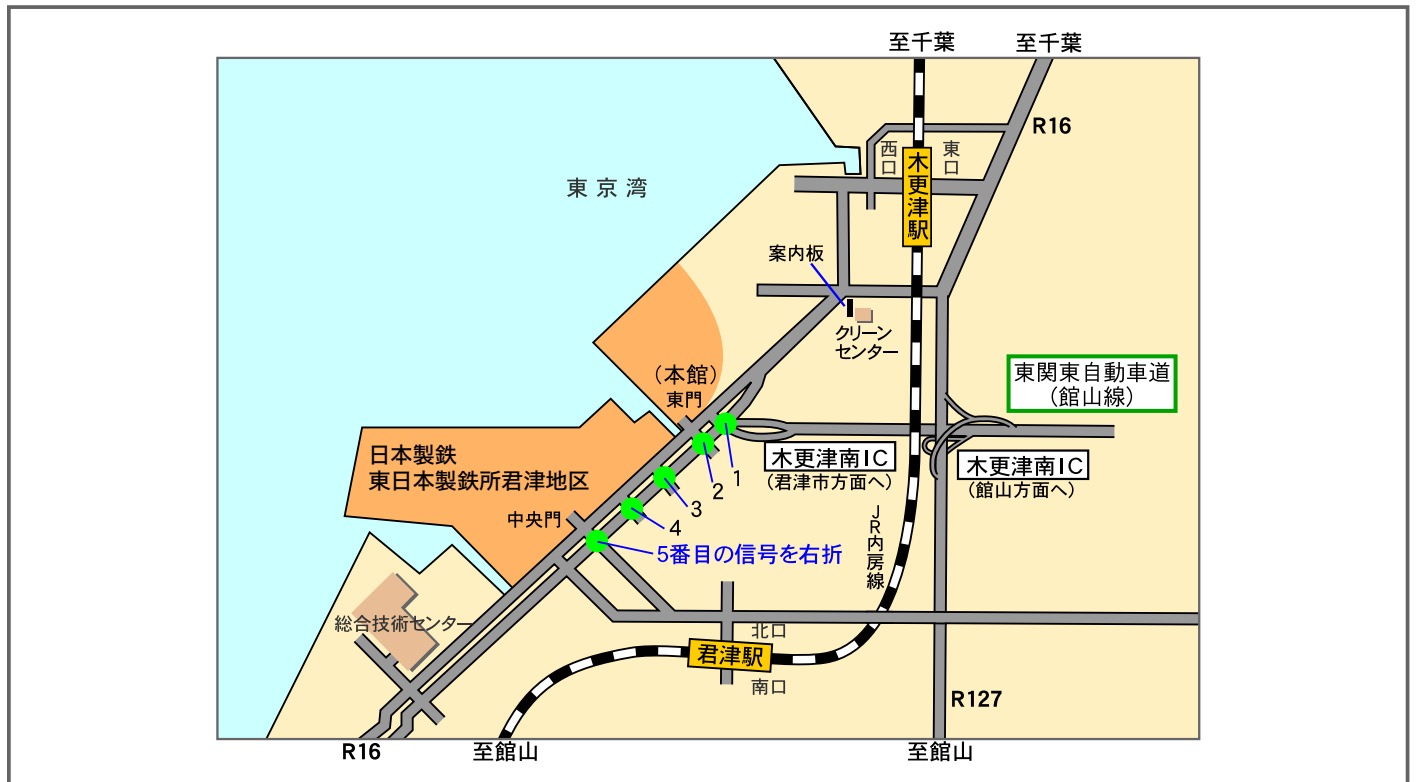 至千葉
至千葉
R16
西口
東口
木更津駅
東京湾
案内板
クリーン
センター
東関東自動車道
(館山線)
(本館)
東門
木更津南IC
(君津市方面へ)
木更津南IC
(館山方面へ)
日本製鉄
東日本製鉄所君津地区
1
2
3
4
中央門
5番目の信号を右折
JR内房線
総合技術センター
北口
君津駅
南口
R127
R16
至館山
至館山